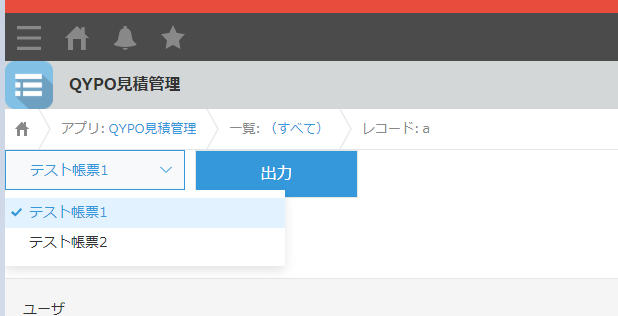 QYPO見積管理
アプリ: QYPO見積管理 一覧: （すべて） レコード: a
テスト帳票1 出力
テスト帳票1
テスト帳票2
ユーザ